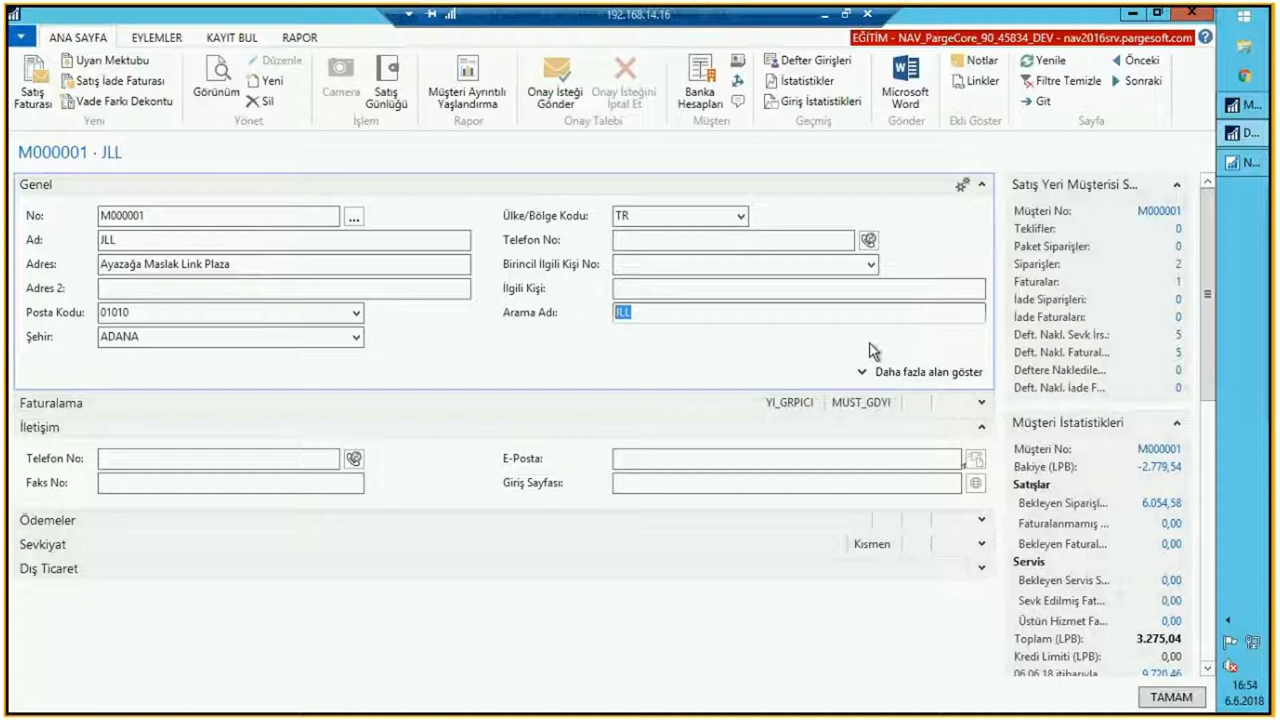 192.168.14.16
ANA SAYFA EYLEMLER KAYIT BUL RAPOR
EĞİTİM - NAV_PargeCore_90_45834_DEV - nav2016srv.pargesoft.com
Satış Faturası
Uyarı Mektubu
Satış İade Faturası
Vade Farkı Dekontu
Yeni
Görünüm
Düzenle
Yeni
Sil
Yönet
Camera
Satış Günlüğü
İşlem
Müşteri Ayrıntılı Yaşlandırma
Rapor
Onay İsteği Gönder
Onay İsteğini İptal Et
Onay Talebi
Banka Hesapları
Müşteri
Defter Girişleri
İstatistikler
Giriş İstatistikleri
Geçmiş
Microsoft Word
Gönder
Notlar
Linkler
Ekli Göster
Yenile
Filtre Temizle
Git
Önceki
Sonraki
Sayfa
M...
D...
N...
M000001 · JLL
Genel
No: M000001 ...
Ad: JLL
Adres: Ayazağa Maslak Link Plaza
Adres 2:
Posta Kodu: 01010
Şehir: ADANA
Ülke/Bölge Kodu: TR
Telefon No:
Birincil İlgili Kişi No:
İlgili Kişi:
Arama Adı: JLL
Daha fazla alan göster
Faturalama YI_GRPICI MUST_GDYI
İletişim
Telefon No:
Faks No:
E-Posta:
Giriş Sayfası:
Ödemeler
Sevkiyat Kısmen
Dış Ticaret
Satış Yeri Müşterisi S...
Müşteri No: M000001
Teklifler: 0
Paket Siparişler: 0
Siparişler: 2
Faturalar: 1
İade Siparişleri: 0
İade Faturaları: 0
Deft. Nakl. Sevk İrs.: 5
Deft. Nakl. Fatural... 5
Deftere Nakledile... 0
Deft. Nakl. İade F... 0
Müşteri İstatistikleri
Müşteri No: M000001
Bakiye (LPB): -2.779,54
Satışlar
Bekleyen Siparişl... 6.054,58
Faturalanmamış ... 0,00
Bekleyen Fatural... 0,00
Servis
Bekleyen Servis S... 0,00
Sevk Edilmiş Fat... 0,00
Üstün Hizmet Fa... 0,00
Toplam (LPB): 3.275,04
Kredi Limiti (LPB): 0,00
06.06.18 itibarıyla 9.720,46
TAMAM
16:54
6.6.2018